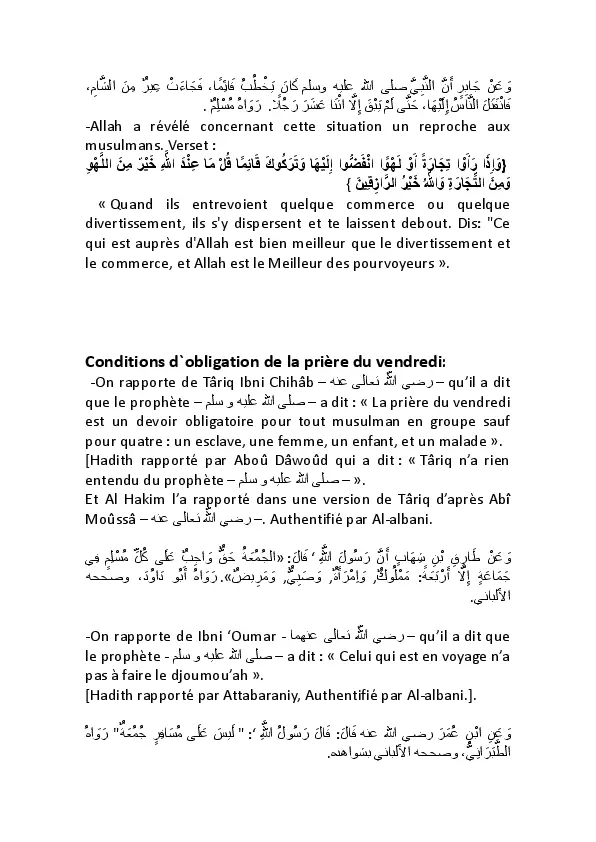 وَعَنْ جَابِرٍ أَنَّ النَّبِيَّ صلى الله عليه وسلم كَانَ يَخْطُبُ قَائِمًا، فَجَاءَتْ عِيرٌ مِنَ الشَّامِ،
فَانْفَتَلَ النَّاسُ إِلَيْهَا، حَتَّى لَمْ يَبْقَ إِلَّا اثْنَا عَشَرَ رَجُلًا. رَوَاهُ مُسْلِمٌ .
-Allah a révélé concernant cette situation un reproche aux
musulmans. Verset :
{وَإِذَا رَأَوْا تِجَارَةً أَوْ لَهْوًا انْفَضُّوا إِلَيْهَا وَتَرَكُوكَ قَائِمًا قُلْ مَا عِنْدَ اللَّهِ خَيْرٌ مِنَ اللَّهْوِ
وَمِنَ التِّجَارَةِ وَاللَّهُ خَيْرُ الرَّازِقِينَ }
« Quand ils entrevoient quelque commerce ou quelque
divertissement, ils s'y dispersent et te laissent debout. Dis: "Ce
qui est auprès d'Allah est bien meilleur que le divertissement et
le commerce, et Allah est le Meilleur des pourvoyeurs ».
Conditions d`obligation de la prière du vendredi:
-On rapporte de Târiq Ibni Chihâb – رضي الله تعالى عنه – qu’il a dit
que le prophète – صلى الله عليه و سلم – a dit : « La prière du vendredi
est un devoir obligatoire pour tout musulman en groupe sauf
pour quatre : un esclave, une femme, un enfant, et un malade ».
[Hadith rapporté par Aboû Dâwoûd qui a dit : « Târiq n’a rien
entendu du prophète – صلى الله عليه و سلم – ».
Et Al Hakim l’a rapporté dans une version de Târiq d’après Abî
Moûssâ – رضي الله تعالى عنه –. Authentifié par Al-albani.
وَعَنْ طَارِقِ بْنِ شِهَابٍ أَنَّ رَسُولَ اللَّهِ ‘ قَالَ: «الْجُمُعَةُ حَقٌّ وَاجِبٌ عَلَى كُلِّ مُسْلِمٍ فِي
جَمَاعَةٍ إِلَّا أَرْبَعَةً: مَمْلُوكٌ, وَامْرَأَةٌ, وَصَبِيٌّ, وَمَرِيضٌ». رَوَاهُ أَبُو دَاوُدَ، وصححه
الألباني.
-On rapporte de Ibni ‘Oumar - رضي الله تعالى عنهما – qu’il a dit que
le prophète - صلى الله عليه و سلم – a dit : « Celui qui est en voyage n’a
pas à faire le djoumou’ah ».
[Hadith rapporté par Attabaraniy, Authentifié par Al-albani.].
وَعَنِ ابْنِ عُمَرَ رضي الله عنه قَالَ: قَالَ رَسُولُ اللَّهِ ‘: " لَيسَ عَلَى مُسَافِرٍ جُمُعَةٌ" رَوَاهُ
الطَّبَرَانِيُّ، وصححه الألباني بشواهده.